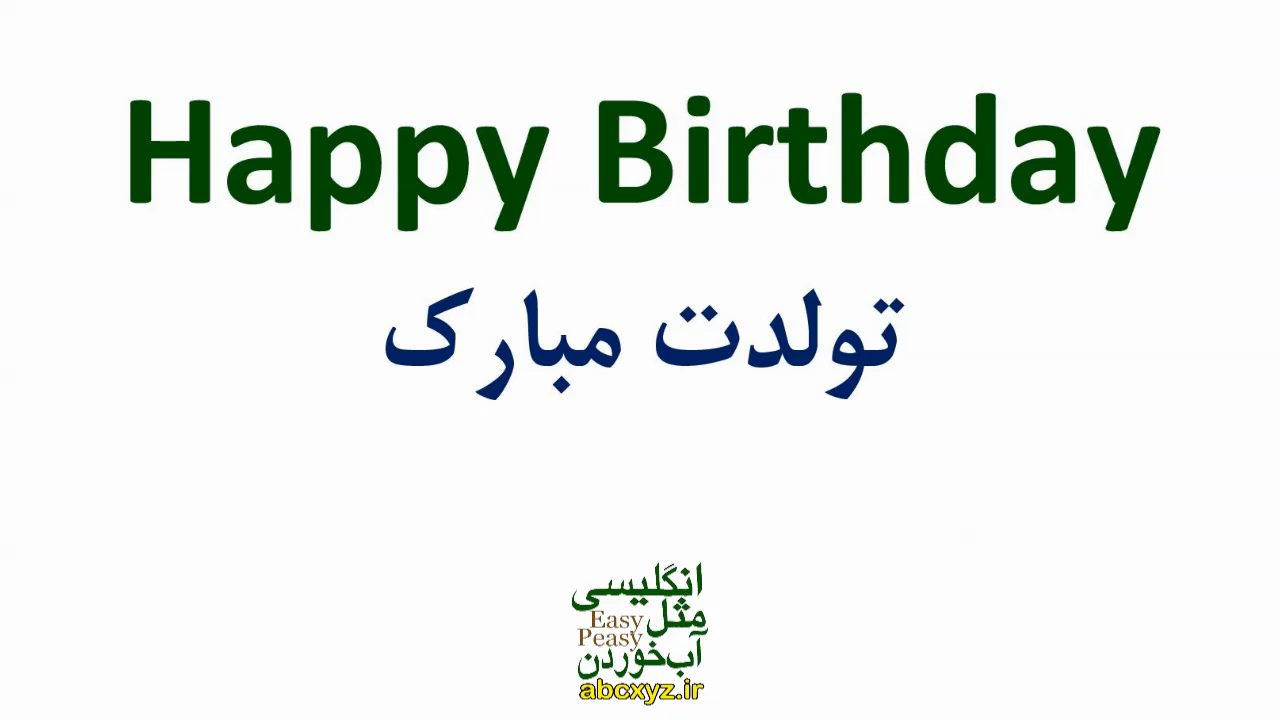 Happy Birthday
تولدت مبارک
انگلیسی
مثل
Easy
Peasy
آب‌خوردن
abcxyz.ir